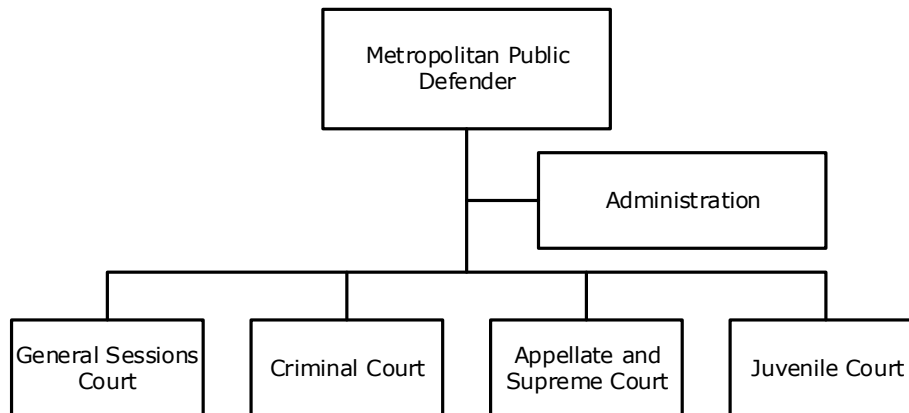 Metropolitan Public
Defender
Administration
General Sessions
Court
Criminal Court
Appellate and
Supreme Court
Juvenile Court